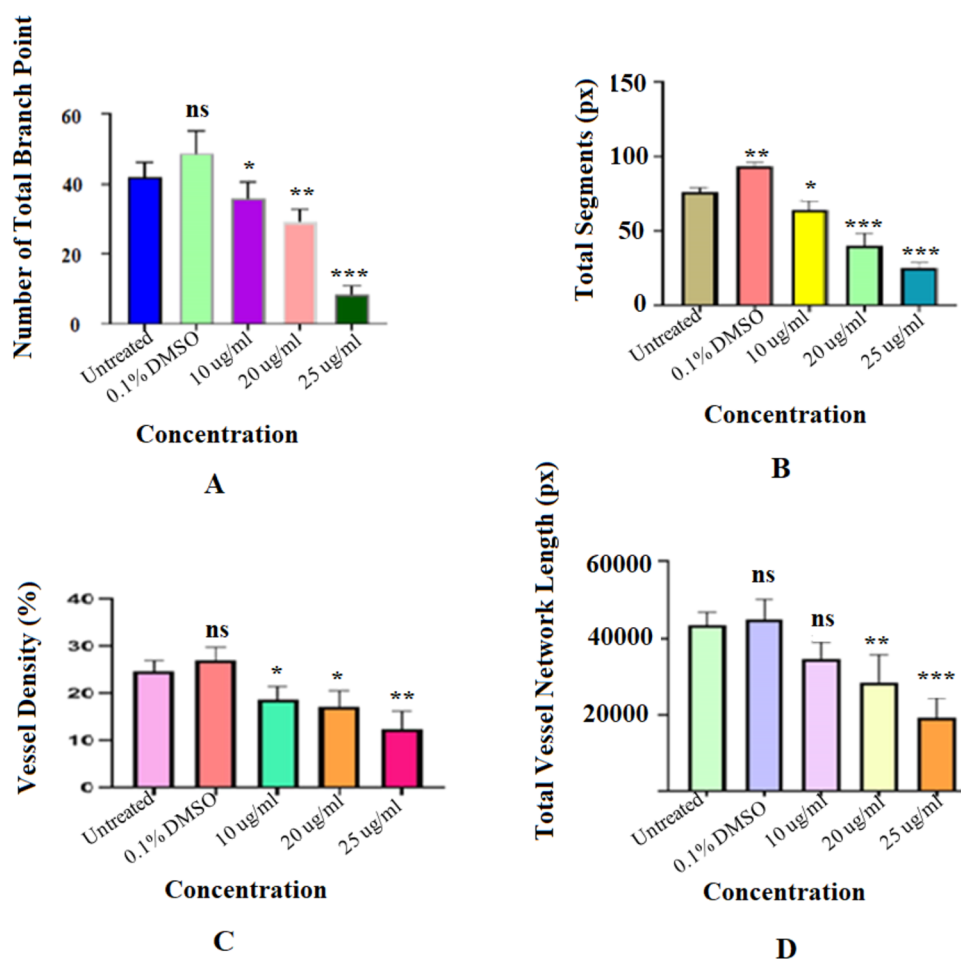 Number of Total Branch Point
60
40
20
0
ns
*
**
***
Untreated
0.1% DMSO
10 ug/ml
20 ug/ml
25 ug/ml
Concentration
A
Total Segments (px)
150
100
50
0
**
*
***
***
Untreated
0.1% DMSO
10 ug/ml
20 ug/ml
25 ug/ml
Concentration
B
Vessel Density (%)
40
30
20
10
0
ns
*
*
**
Untreated
0.1% DMSO
10 ug/ml
20 ug/ml
25 ug/ml
Concentration
C
Total Vessel Network Length (px)
60000
40000
20000
ns
ns
**
***
Untreated
0.1% DMSO
10 ug/ml
20 ug/ml
25 ug/ml
Concentration
D